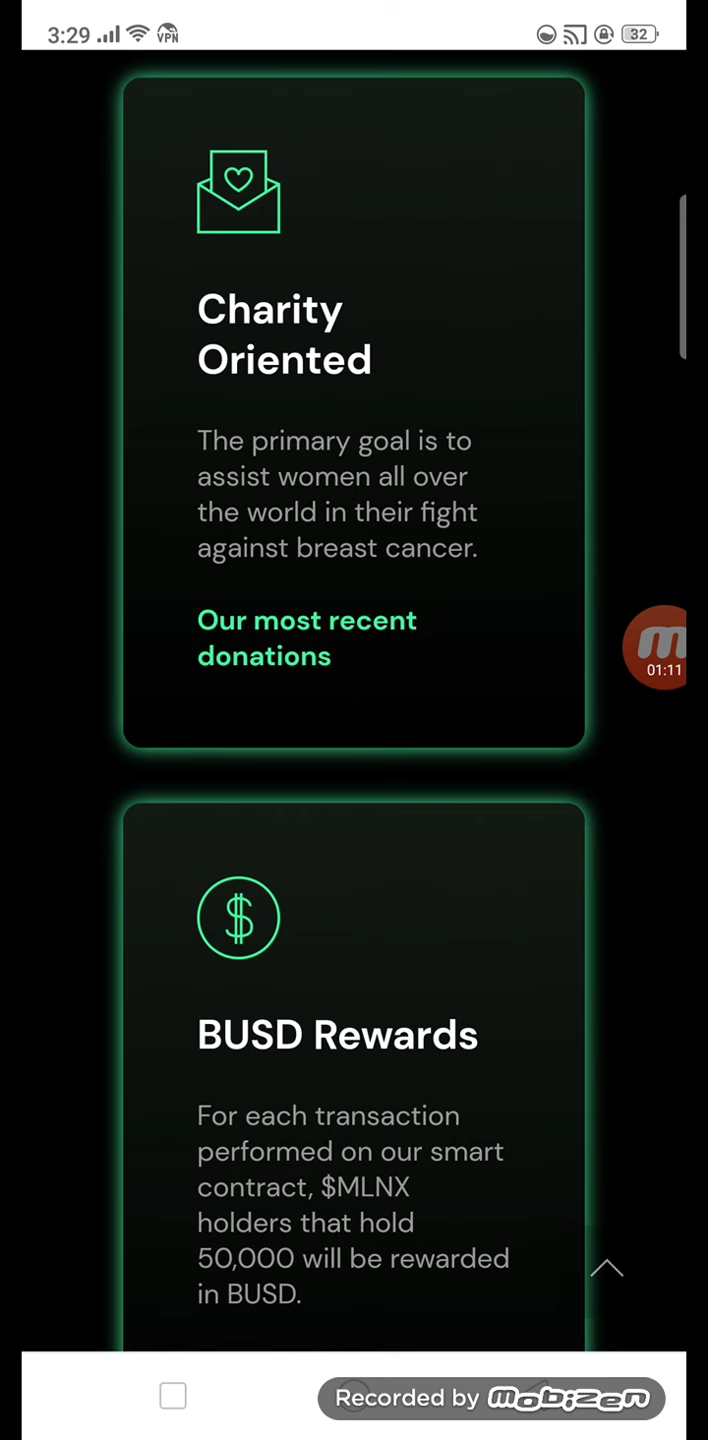 3:29
VPN
32
Charity
Oriented
The primary goal is to
assist women all over
the world in their fight
against breast cancer.
Our most recent
donations
01:11
BUSD Rewards
For each transaction
performed on our smart
contract, $MLNX
holders that hold
50,000 will be rewarded
in BUSD.
Recorded by mobizen